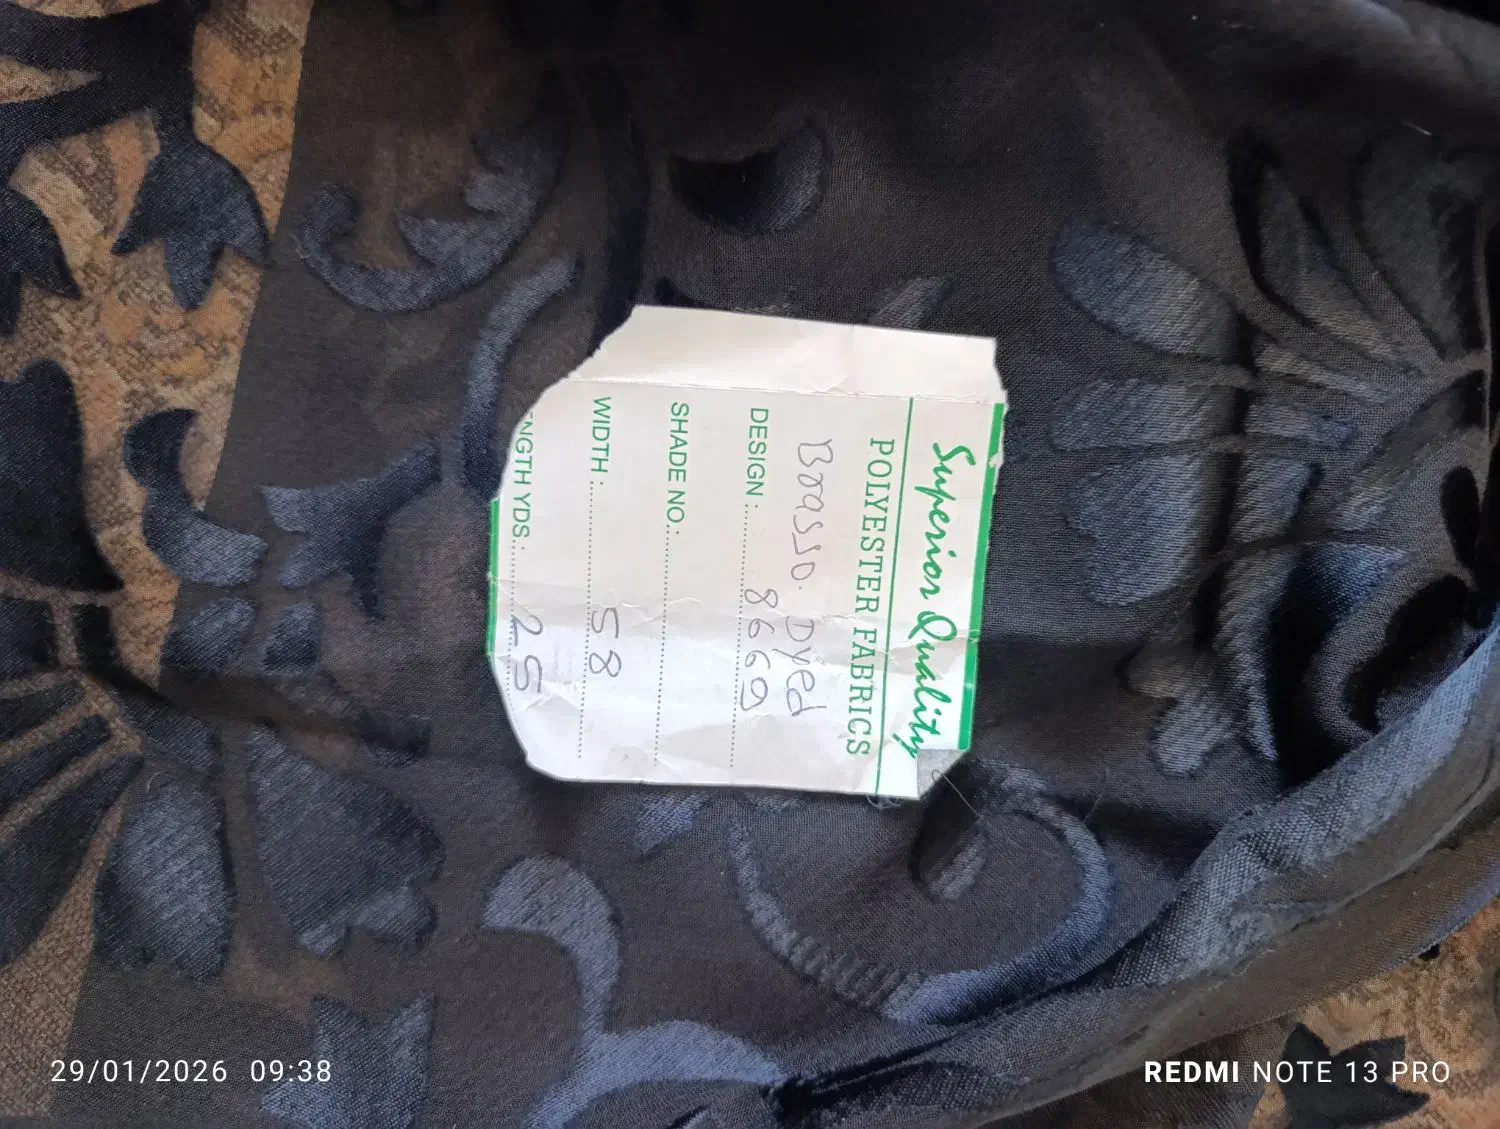 Superior Quality
POLYESTER FABRICS
Brasso. Dyed
DESIGN : 8669
SHADE NO. :
WIDTH : 58
NGTH YDS : 25
29/01/2026 09:38
REDMI NOTE 13 PRO